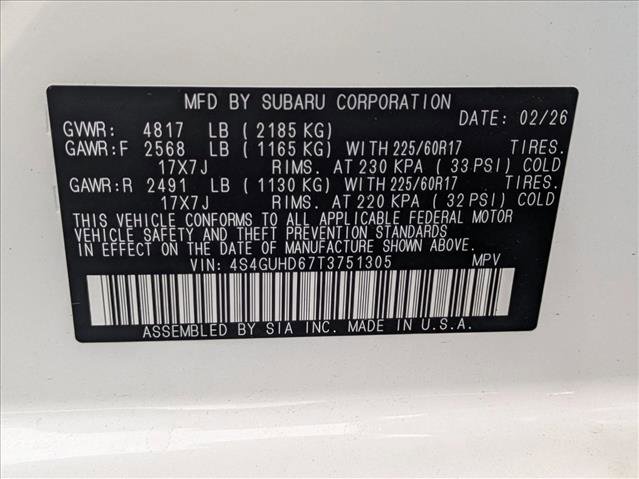 MFD BY SUBARU CORPORATION
DATE: 02/26
GVWR: 4817 LB (2185 KG)
GAWR:F 2568 LB (1165 KG) WITH 225/60R17 TIRES.
17X7J RIMS. AT 230 KPA (33 PSI) COLD
GAWR:R 2491 LB (1130 KG) WITH 225/60R17 TIRES.
17X7J RIMS. AT 220 KPA (32 PSI) COLD
THIS VEHICLE CONFORMS TO ALL APPLICABLE FEDERAL MOTOR
VEHICLE SAFETY AND THEFT PREVENTION STANDARDS
IN EFFECT ON THE DATE OF MANUFACTURE SHOWN ABOVE.
VIN: 4S4GUHD67T3751305 MPV
ASSEMBLED BY SIA INC. MADE IN U.S.A.